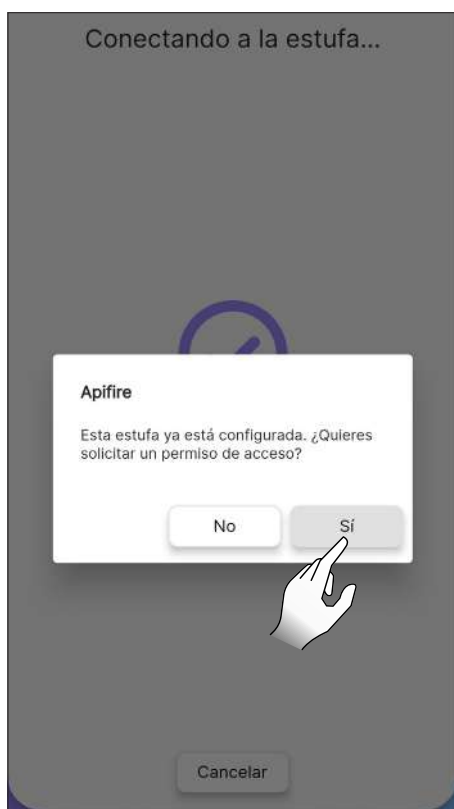 Conectando a la estufa...
Apifire
Esta estufa ya está configurada. ¿Quieres
solicitar un permiso de acceso?
No
Sí
Cancelar